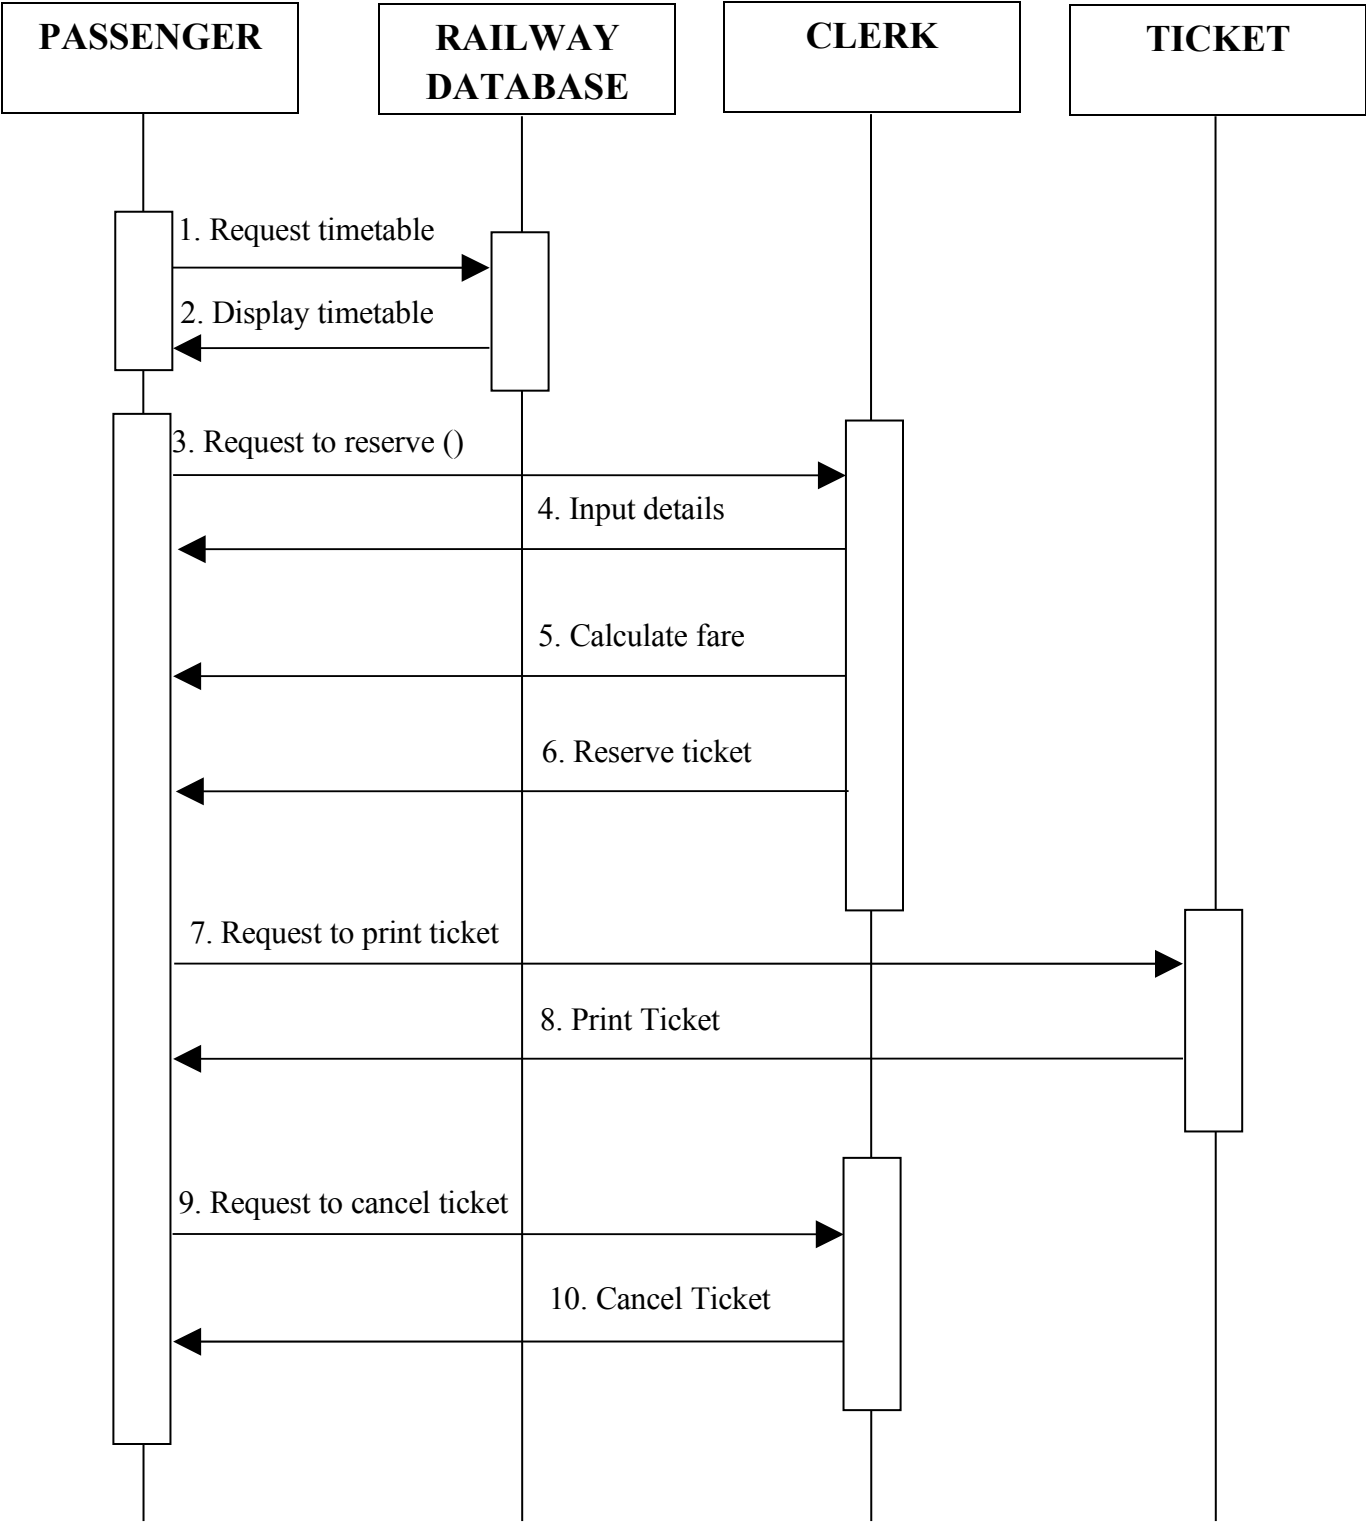 PASSENGER
RAILWAY
DATABASE
CLERK
TICKET
1. Request timetable
2. Display timetable
3. Request to reserve ()
4. Input details
5. Calculate fare
6. Reserve ticket
7. Request to print ticket
8. Print Ticket
9. Request to cancel ticket
10. Cancel Ticket